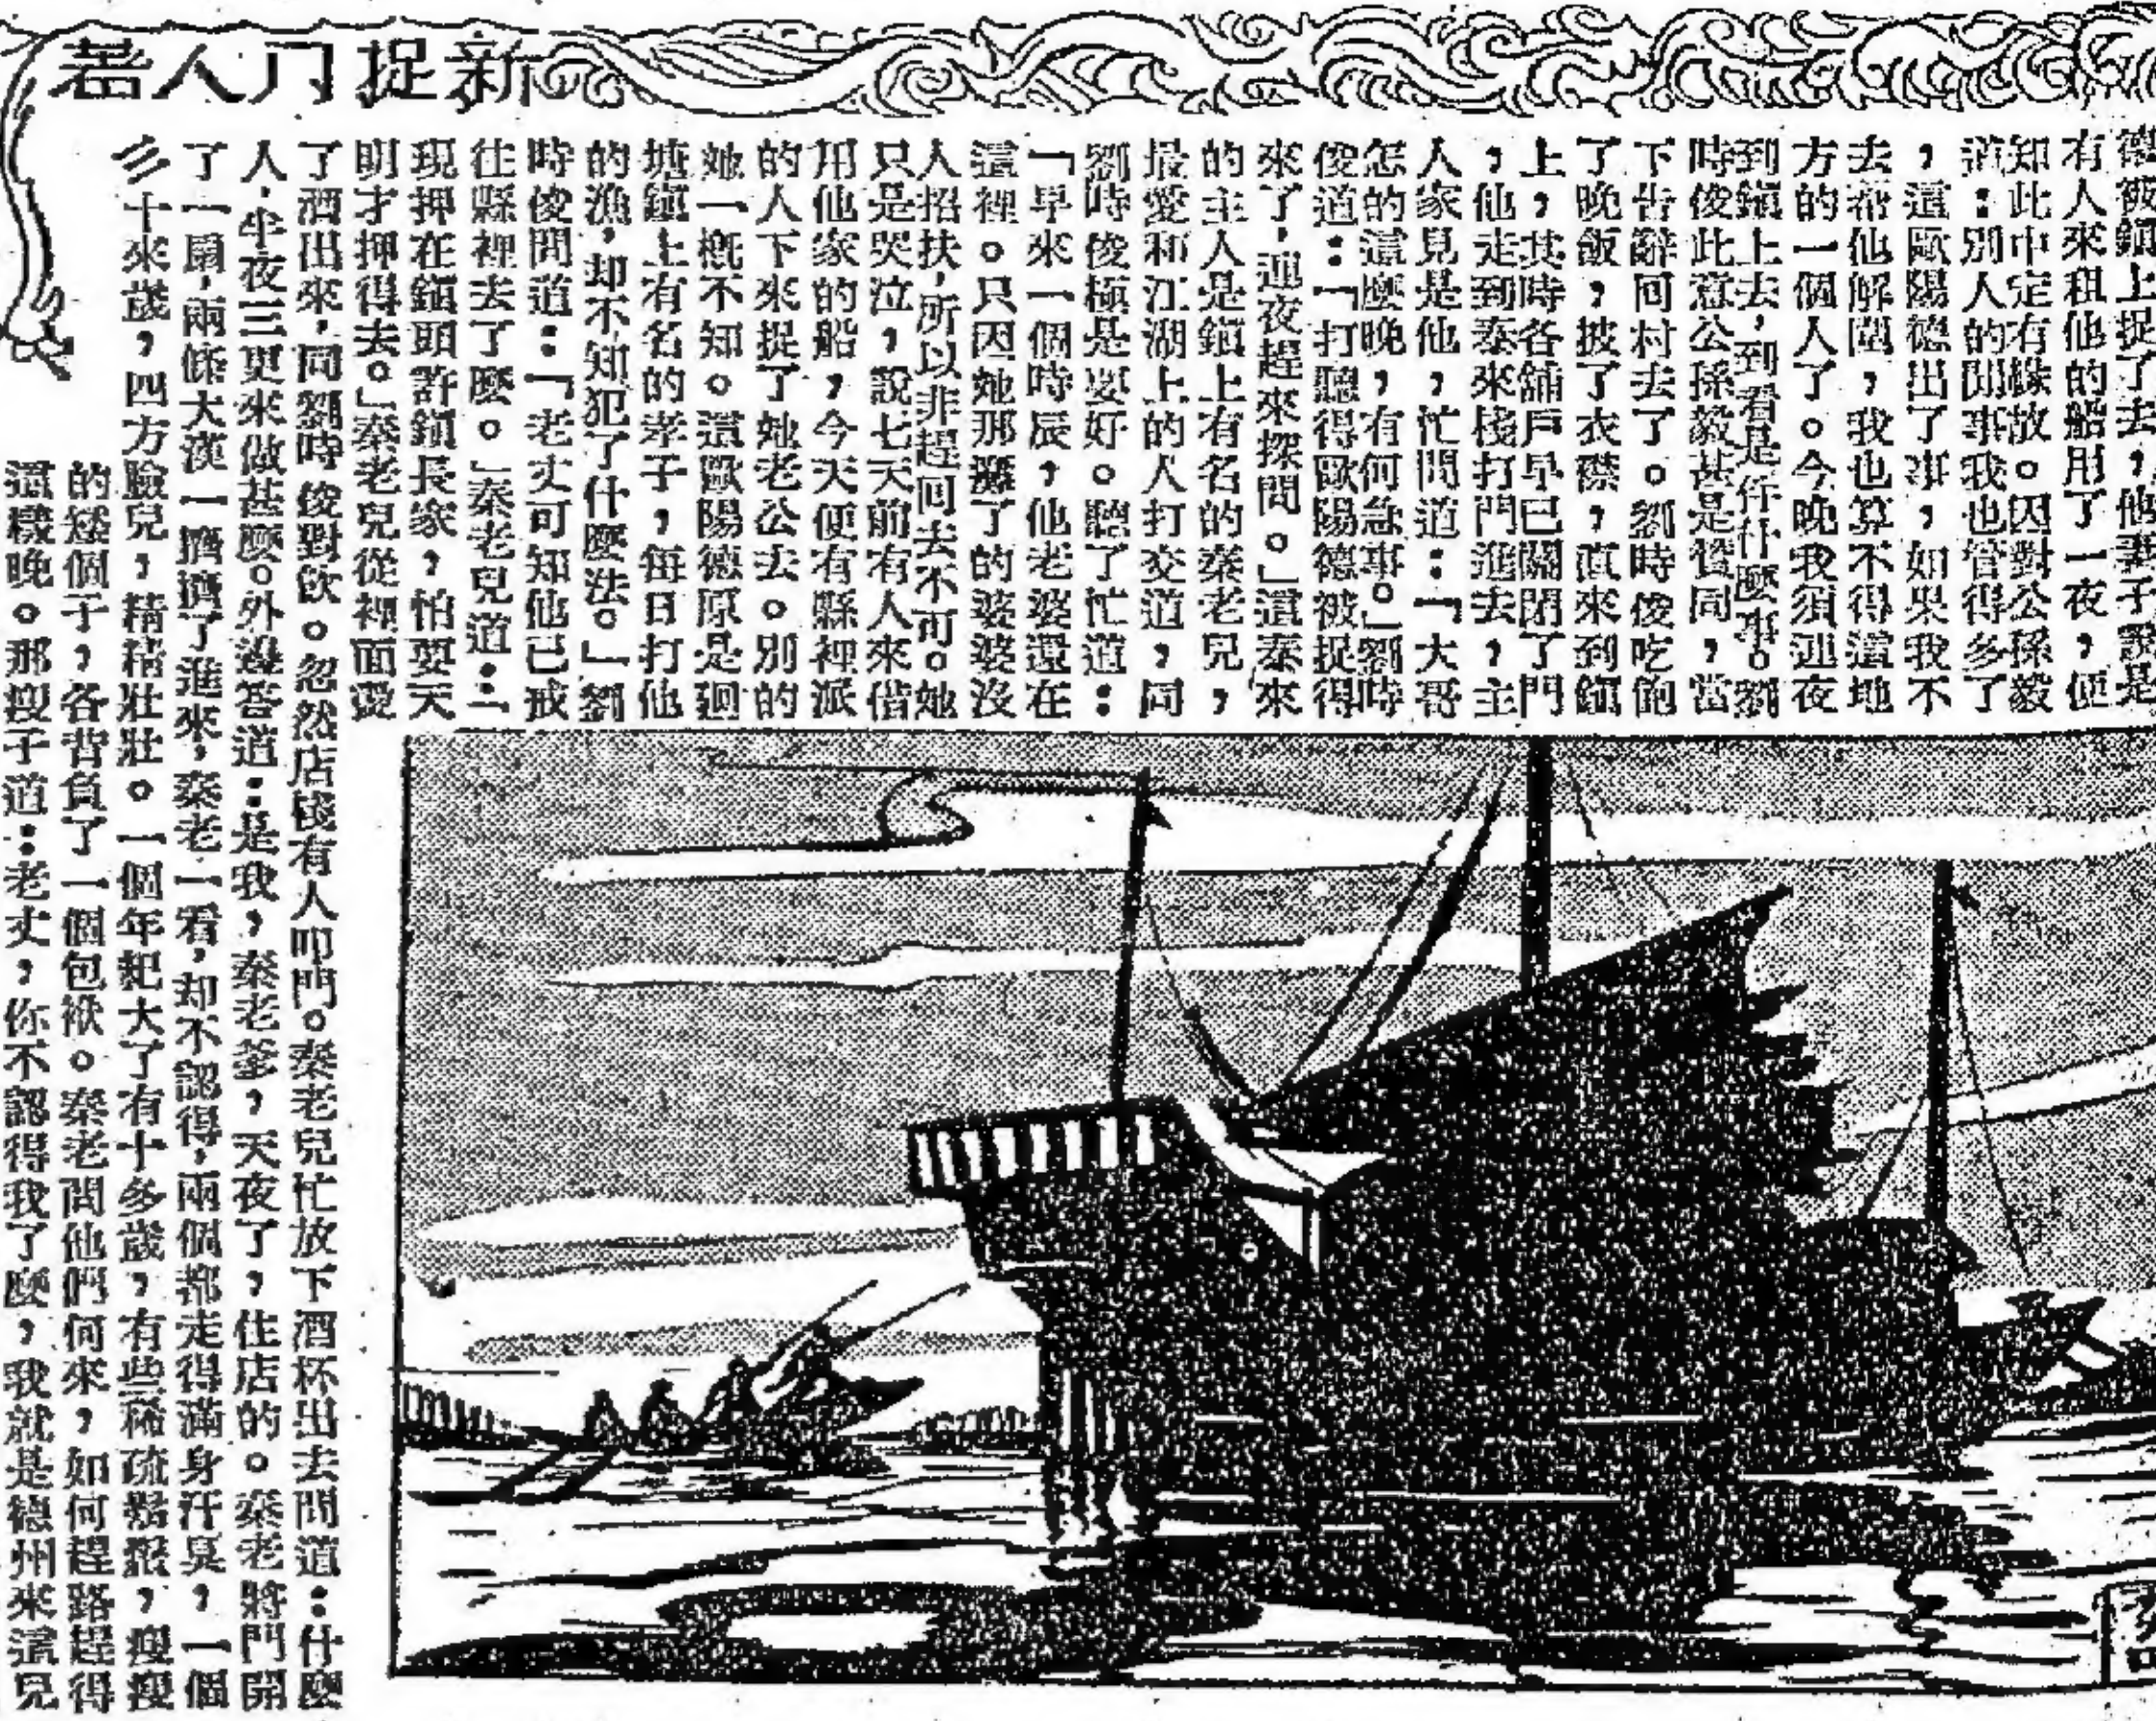 新捉门人者
德被鎭上捉了去，他妻子說是
有人來租他的船用了一夜，便
知此中定有緣故。因對公孫毅
道：別人的閒事我也管得多了
，這歐陽德出了事，如果我不
去希他解圍，我也算不得這地
方的一個人了。今晚我須連夜
到鎭上去，到看是仟什麼事。劉
時俊此意公孫毅甚是贊同，當
下告辭回村去了。劉時俊吃飽
了晚飯，披了衣襟，直來到鎭
上，其時各舖戶早已關閉了門
，他走到秦來棧打門進去，主
人家見是他，忙問道：「大哥
怎的這麼晚，有何急事。」劉時
俊道：「打聽得歐陽德被捉得
來了，連夜趕來探問。」這秦來
的主人是鎭上有名的秦老兒，
最愛和江湖上的人打交道，同
劉時俊極是要好。聽了忙道：
「早來一個時辰，他老婆還在
這裡。只因她那癱了的婆婆沒
人招扶，所以非趕回去不可。她
只是哭泣，說七天前有人來借
用他家的船，今天便有縣裡派
的人下來捉了她老公去。別的
她一槪不知。這歐陽德原是廻
塘鎭上有名的孝子，每日打他
的漁，却不知犯了什麼法。」劉
時俊問道：「老丈可知他已戒
往縣裡去了麼。」秦老兒道：「
現押在鎭頭許鎭長家，怕要天
明才押得去。」秦老兒從裡面燙
了酒出來，同劉時俊對飲。忽然店棧有人叩門。秦老兒忙放下酒杯出去問道：什麼
人，半夜三更來做甚麼。外邊答道：是我，秦老爹，天夜了，住店的。秦老將門開
了一扇，兩條大漢一擠擠了進來，秦老一看，却不認得，兩個都走得滿身汗臭，一個
十來歲，四方臉兒，精精壯壯。一個年紀大了有十多歲，有些稀疏鬍髭，瘦瘦
的矮個子，各背負了一個包袱。秦老問他們何來，如何趕路趕得
這樣晚。那瘦子道：老丈，你不認得我了麼，我就是德州來這兒